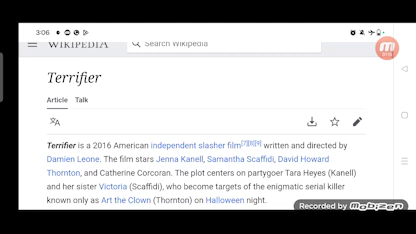 3:06
WIKIPEDIA
Search Wikipedia
Terrifier
Article Talk
Terrifier is a 2016 American independent slasher film[7][8][9] written and directed by
Damien Leone. The film stars Jenna Kanell, Samantha Scaffidi, David Howard
Thornton, and Catherine Corcoran. The plot centers on partygoer Tara Heyes (Kanell)
and her sister Victoria (Scaffidi), who become targets of the enigmatic serial killer
known only as Art the Clown (Thornton) on Halloween night.
Recorded by Mobizen